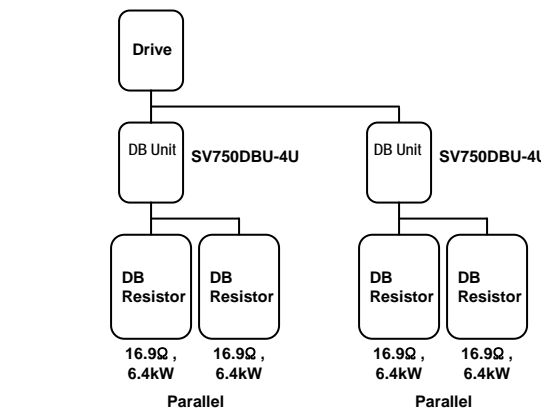 Drive
DB Unit
SV750DBU-4U
DB Unit
SV750DBU-4U
DB
Resistor
DB
Resistor
DB
Resistor
DB
Resistor
16.9Ω ,
6.4kW
16.9Ω ,
6.4kW
16.9Ω ,
6.4kW
16.9Ω ,
6.4kW
Parallel
Parallel